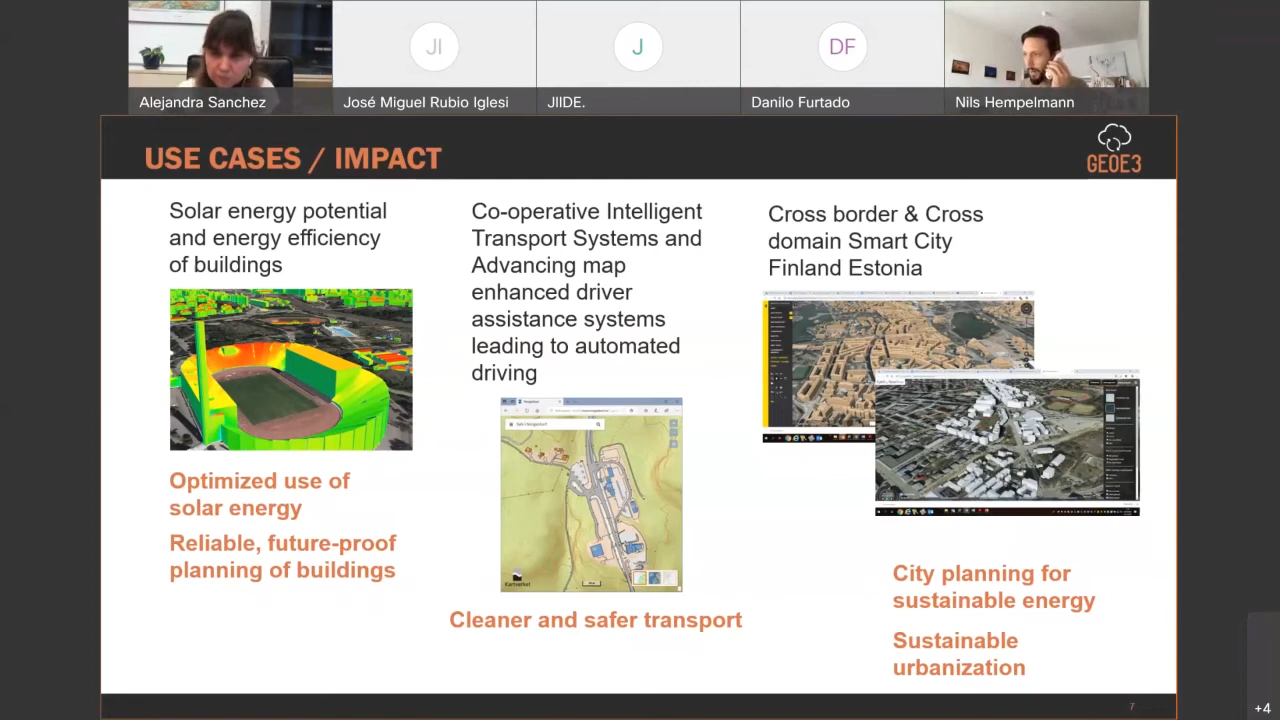 JI
J
DF
Alejandra Sanchez
José Miguel Rubio Iglesi
JIIDE.
Danilo Furtado
Nils Hempelmann
USE CASES / IMPACT
GEOE3
Solar energy potential
and energy efficiency
of buildings
Optimized use of
solar energy
Reliable, future-proof
planning of buildings
Co-operative Intelligent
Transport Systems and
Advancing map
enhanced driver
assistance systems
leading to automated
driving
Kartverket
Cleaner and safer transport
Cross border & Cross
domain Smart City
Finland Estonia
City planning for
sustainable energy
Sustainable
urbanization
7
+4